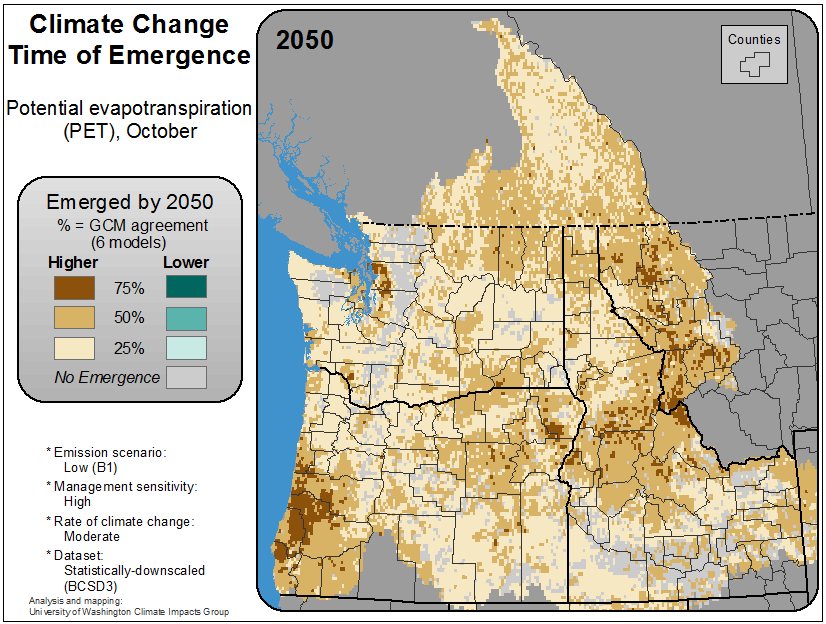 Climate Change
Time of Emergence
Potential evapotranspiration
(PET), October
Emerged by 2050
% = GCM agreement
(6 models)
Higher Lower
75%
50%
25%
No Emergence
* Emission scenario:
Low (B1)
* Management sensitivity:
High
* Rate of climate change:
Moderate
* Dataset:
Statistically-downscaled
(BCSD3)
Analysis and mapping:
University of Washington Climate Impacts Group
2050
Counties